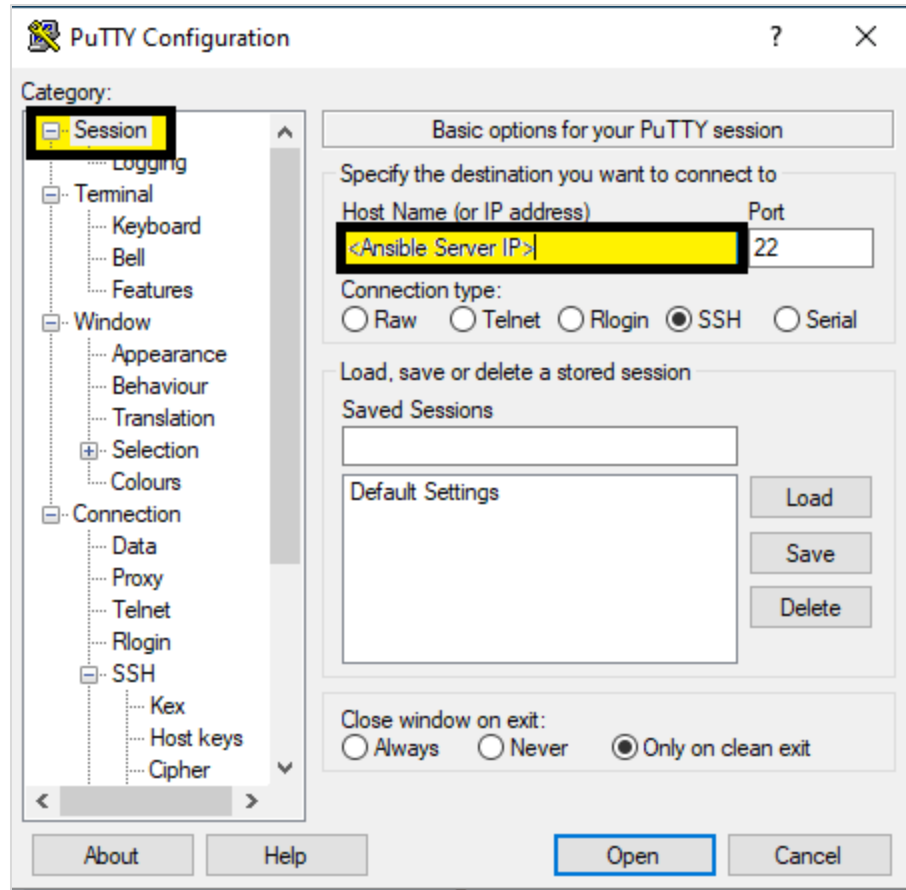 PuTTY Configuration
?
Category:
Session
Logging
Terminal
Keyboard
Bell
Features
Window
Appearance
Behaviour
Translation
Selection
Colours
Connection
Data
Proxy
Telnet
Rlogin
SSH
Kex
Host keys
Cipher
Basic options for your PuTTY session
Specify the destination you want to connect to
Host Name (or IP address) Port
<Ansible Server IP> 22
Connection type:
Raw Telnet Rlogin SSH Serial
Load, save or delete a stored session
Saved Sessions
Default Settings
Load
Save
Delete
Close window on exit:
Always Never Only on clean exit
About Help Open Cancel